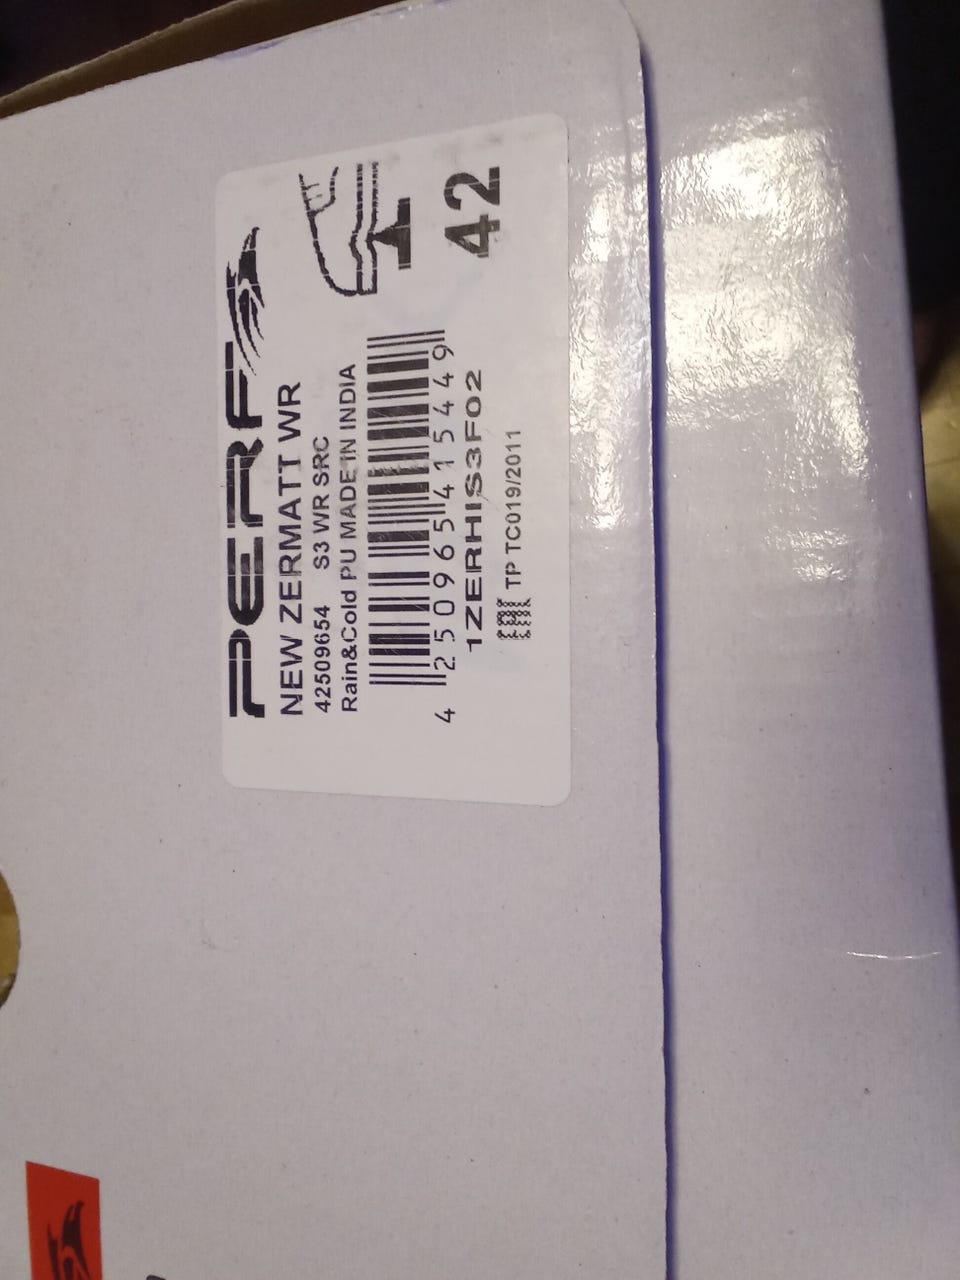 PERF
NEW ZERMATT WR
42509654 S3 WR SRC
Rain&Cold PU MADE IN INDIA
4 250965 415449
1ZERHIS3F02
EAC TP TC019/2011
42